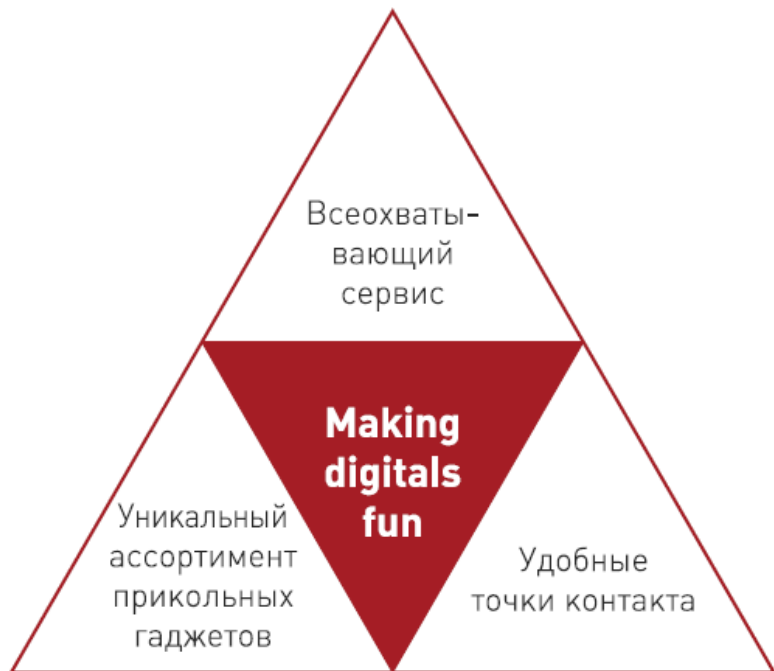 Всеохваты-
вающий
сервис
Making
digitals
fun
Уникальный
ассортимент
прикольных
гаджетов
Удобные
точки контакта